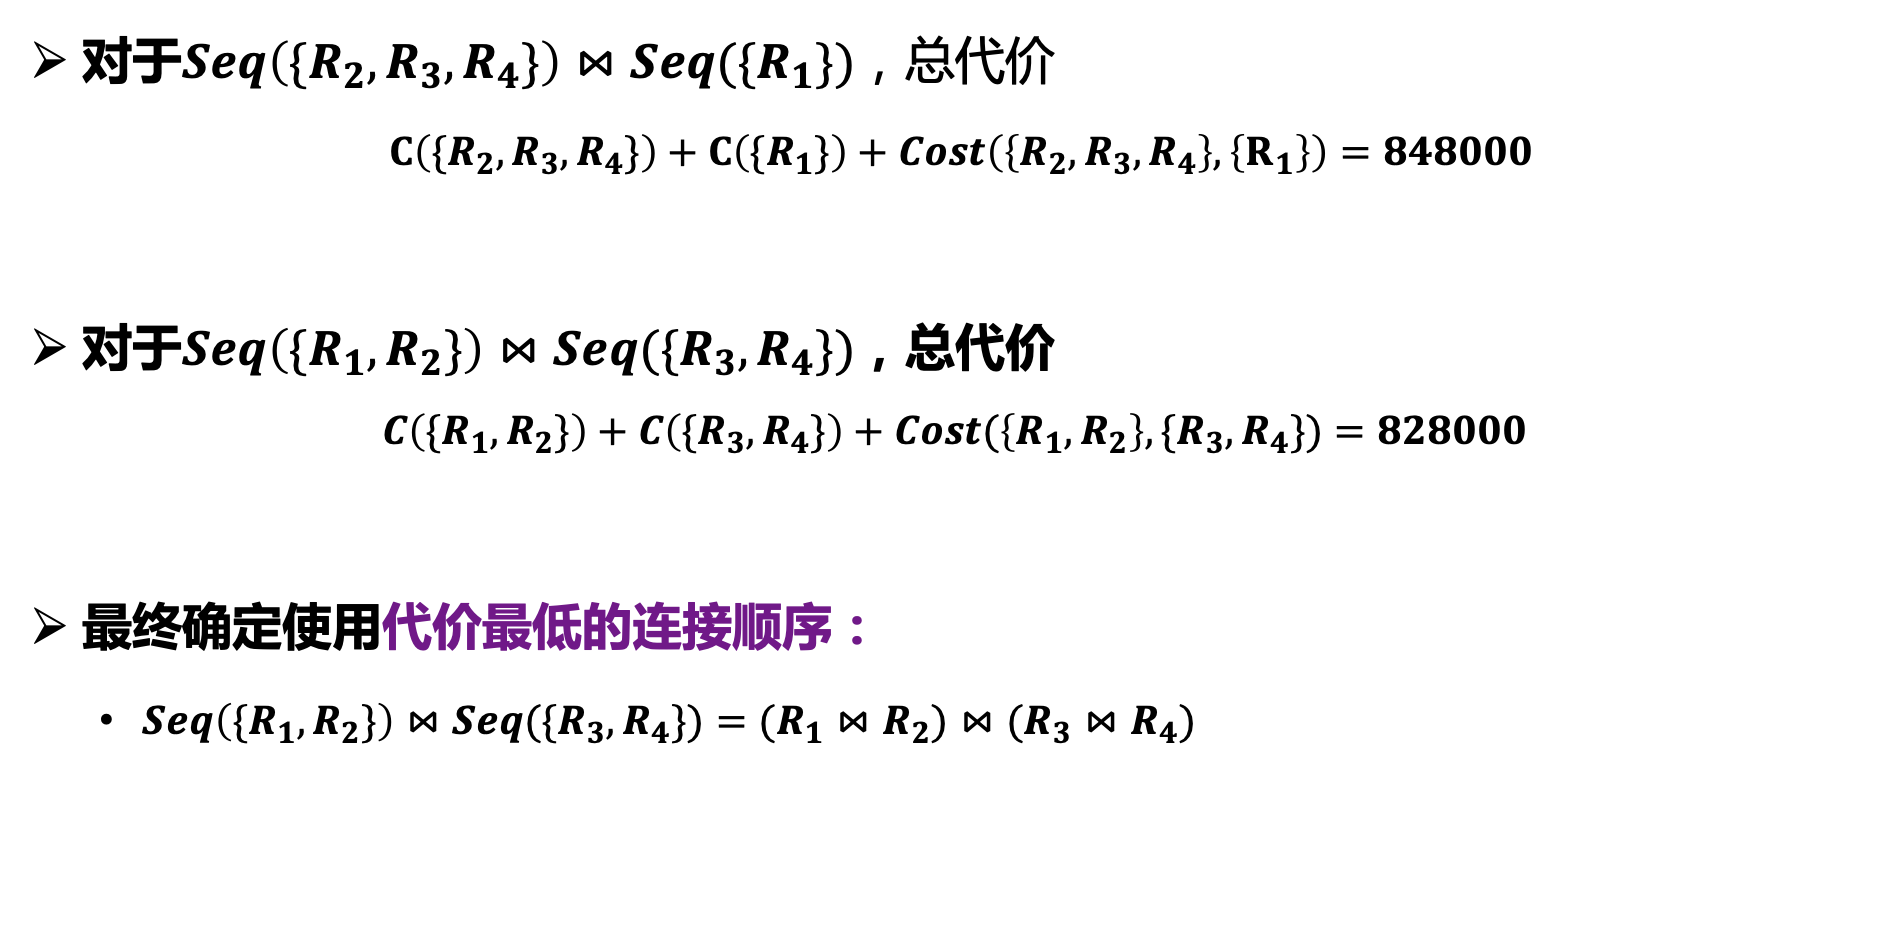 ➢ 对于Seq({R₂, R₃, R₄}) ⋈ Seq({R₁})，总代价
C({R₂, R₃, R₄}) + C({R₁}) + Cost({R₂, R₃, R₄}, {R₁}) = 848000
➢ 对于Seq({R₁, R₂}) ⋈ Seq({R₃, R₄})，总代价
C({R₁, R₂}) + C({R₃, R₄}) + Cost({R₁, R₂}, {R₃, R₄}) = 828000
➢ 最终确定使用代价最低的连接顺序：
• Seq({R₁, R₂}) ⋈ Seq({R₃, R₄}) = (R₁ ⋈ R₂) ⋈ (R₃ ⋈ R₄)